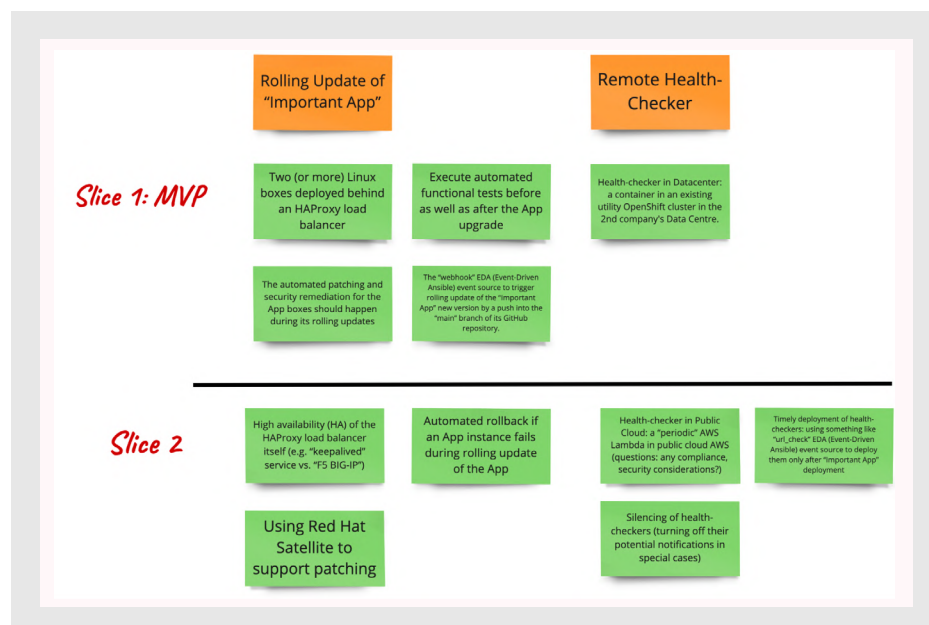 Rolling Update of
“Important App”
Remote Health-
Checker
Slice 1: MVP
Two (or more) Linux
boxes deployed behind
an HAProxy load
balancer
Execute automated
functional tests before
as well as after the App
upgrade
Health-checker in Datacenter:
a container in an existing
utility OpenShift cluster in the
2nd company's Data Centre.
The automated patching and
security remediation for the
App boxes should happen
during its rolling updates
The “webhook” EDA (Event-Driven
Ansible) event source to trigger
rolling update of the “Important
App” new version by a push into the
“main” branch of its GitHub
repository.
Slice 2
High availability (HA) of the
HAProxy load balancer
itself (e.g. “keepalived”
service vs. “F5 BIG-IP”)
Automated rollback if
an App instance fails
during rolling update
of the App
Health-checker in Public
Cloud: a “periodic” AWS
Lambda in public cloud AWS
(questions: any compliance,
security considerations?)
Timely deployment of health-
checkers: using something like
“url_check” EDA (Event-Driven
Ansible) event source to deploy
them only after “Important App”
deployment
Using Red Hat
Satellite to
support patching
Silencing of health-
checkers (turning off their
potential notifications in
special cases)